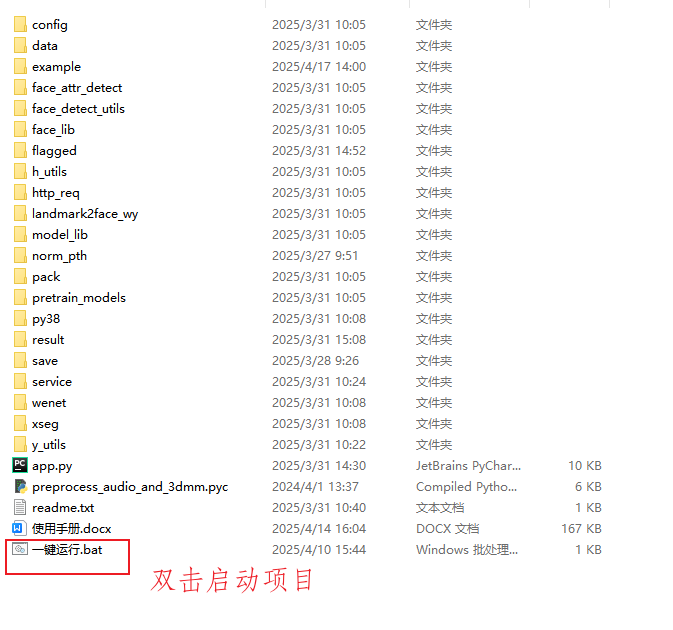 config 2025/3/31 10:05 文件夹
data 2025/3/31 10:05 文件夹
example 2025/4/17 14:00 文件夹
face_attr_detect 2025/3/31 10:05 文件夹
face_detect_utils 2025/3/31 10:05 文件夹
face_lib 2025/3/31 10:05 文件夹
flagged 2025/3/31 14:52 文件夹
h_utils 2025/3/31 10:05 文件夹
http_req 2025/3/31 10:05 文件夹
landmark2face_wy 2025/3/31 10:05 文件夹
model_lib 2025/3/31 10:05 文件夹
norm_pth 2025/3/27 9:51 文件夹
pack 2025/3/31 10:05 文件夹
pretrain_models 2025/3/31 10:05 文件夹
py38 2025/3/31 10:08 文件夹
result 2025/3/31 15:08 文件夹
save 2025/3/28 9:26 文件夹
service 2025/3/31 10:24 文件夹
wenet 2025/3/31 10:08 文件夹
xseg 2025/3/31 10:08 文件夹
y_utils 2025/3/31 10:22 文件夹
app.py 2025/3/31 14:30 JetBrains PyChar... 10 KB
preprocess_audio_and_3dmm.pyc 2024/4/1 13:37 Compiled Pytho... 6 KB
readme.txt 2025/3/31 10:40 文本文档 1 KB
使用手册.docx 2025/4/14 16:04 DOCX 文档 167 KB
一键运行.bat 2025/4/10 15:44 Windows 批处理... 1 KB
双击启动项目